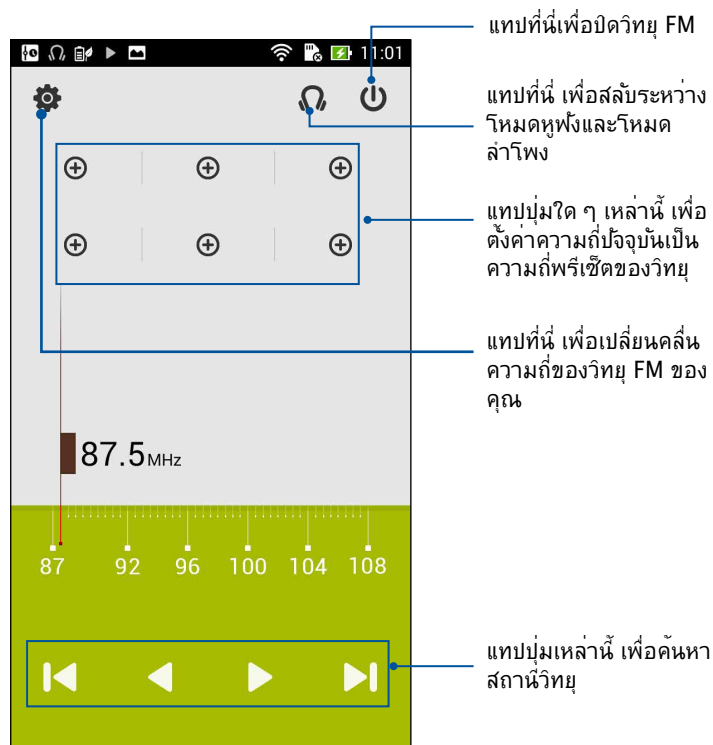 แทปที่นี่เพื่อปิดวิทยุ FM
11:01
แทปที่นี่ เพื่อสลับระหว่าง
โหมดหูฟังและโหมด
ลำโพง
แทปปุ่มใด ๆ เหล่านี้ เพื่อ
ตั้งค่าความถี่ปัจจุบันเป็น
ความถี่พรีเซ็ตของวิทยุ
แทปที่นี่ เพื่อเปลี่ยนคลื่น
ความถี่ของวิทยุ FM ของ
คุณ
87.5 MHz
87 92 96 100 104 108
แทปปุ่มเหล่านี้ เพื่อค้นหา
สถานีวิทยุ